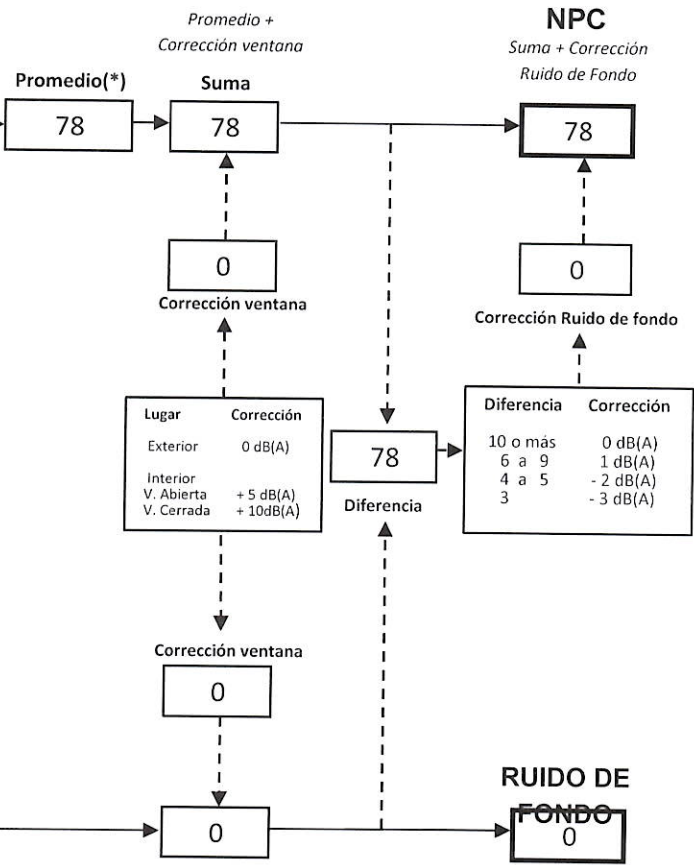 Promedio +
Corrección ventana
NPC
Suma + Corrección
Ruido de Fondo
Promedio(*)
Suma
78
78
78
0
0
Corrección ventana
Corrección Ruido de fondo
Lugar Corrección
Exterior 0 dB(A)
Interior
V. Abierta + 5 dB(A)
V. Cerrada + 10dB(A)
78
Diferencia
Diferencia Corrección
10 o más 0 dB(A)
6 a 9 1 dB(A)
4 a 5 - 2 dB(A)
3 - 3 dB(A)
Corrección ventana
0
0
RUIDO DE
FONDO
0